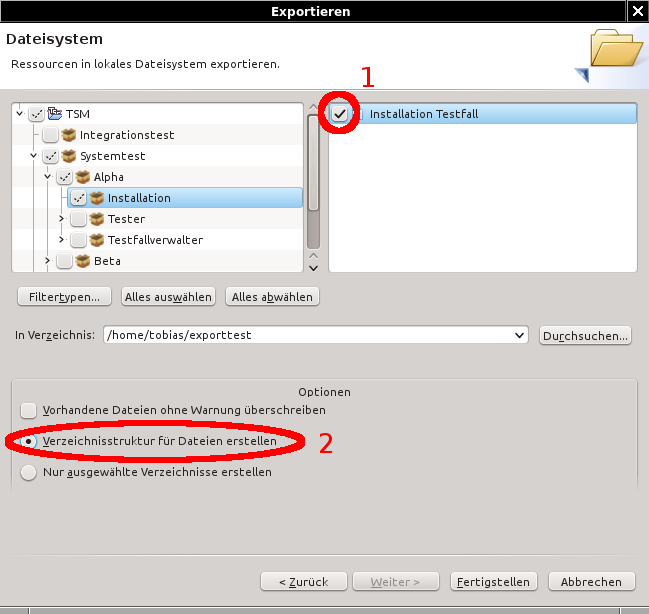 Exportieren
Dateisystem
Ressourcen in lokales Dateisystem exportieren.
1
TSM
Installation Testfall
Integrationstest
Systemtest
Alpha
Installation
Tester
Testfallverwalter
Beta
Filtertypen...
Alles auswählen
Alles abwählen
In Verzeichnis:
/home/tobias/exporttest
Durchsuchen...
Optionen
Vorhandene Dateien ohne Warnung überschreiben
Verzeichnisstruktur für Dateien erstellen
2
Nur ausgewählte Verzeichnisse erstellen
< Zurück
Weiter >
Fertigstellen
Abbrechen